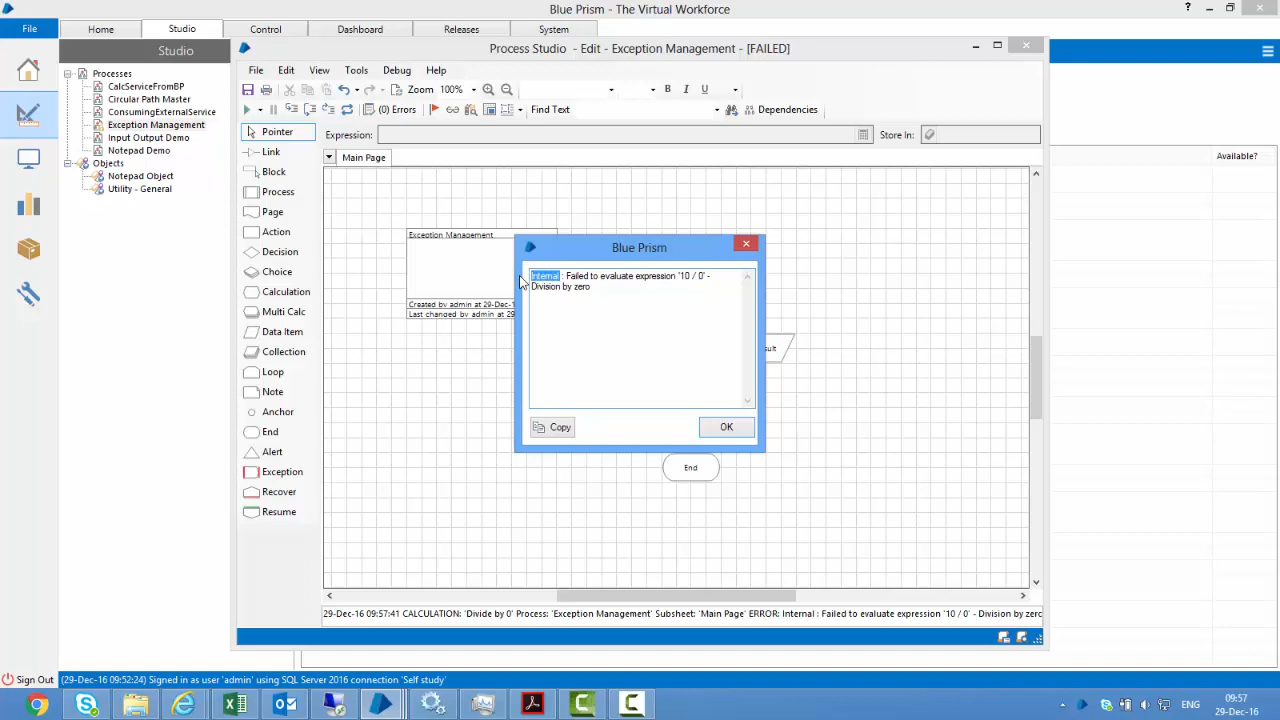 Blue Prism - The Virtual Workforce
?
File
Home
Studio
Control
Dashboard
Releases
System
Studio
Processes
CalcServiceFromBP
Circular Path Master
ConsumingExternalService
Exception Management
Input Output Demo
Notepad Demo
Objects
Notepad Object
Utility - General
Process Studio - Edit - Exception Management - [FAILED]
File Edit View Tools Debug Help
Zoom 100% B I U
(0) Errors Find Text Dependencies
Pointer
Expression:
Store In:
Link
Block
Process
Page
Action
Decision
Choice
Calculation
Multi Calc
Data Item
Collection
Loop
Note
Anchor
End
Alert
Exception
Recover
Resume
Main Page
Exception Management
Created by admin at 29-Dec-1
Last changed by admin at 29
Blue Prism
Internal : Failed to evaluate expression '10 / 0' -
Division by zero
Copy
OK
sult
End
29-Dec-16 09:57:41 CALCULATION: 'Divide by 0' Process: 'Exception Management' Subsheet: 'Main Page' ERROR: Internal : Failed to evaluate expression '10 / 0' - Division by zero
Available?
Sign Out
(29-Dec-16 09:52:24) Signed in as user 'admin' using SQL Server 2016 connection 'Self study'
ENG
09:57
29-Dec-16